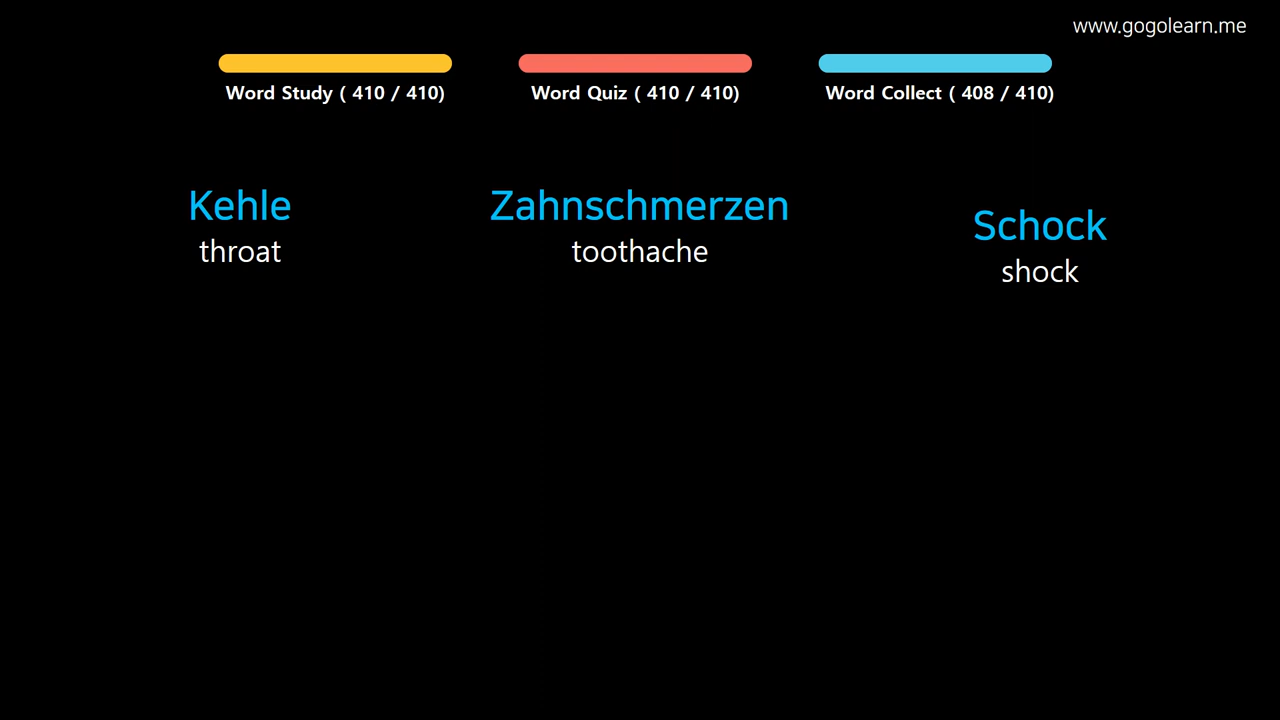 www.gogolearn.me
Word Study ( 410 / 410)
Word Quiz ( 410 / 410)
Word Collect ( 408 / 410)
Kehle
throat
Zahnschmerzen
toothache
Schock
shock